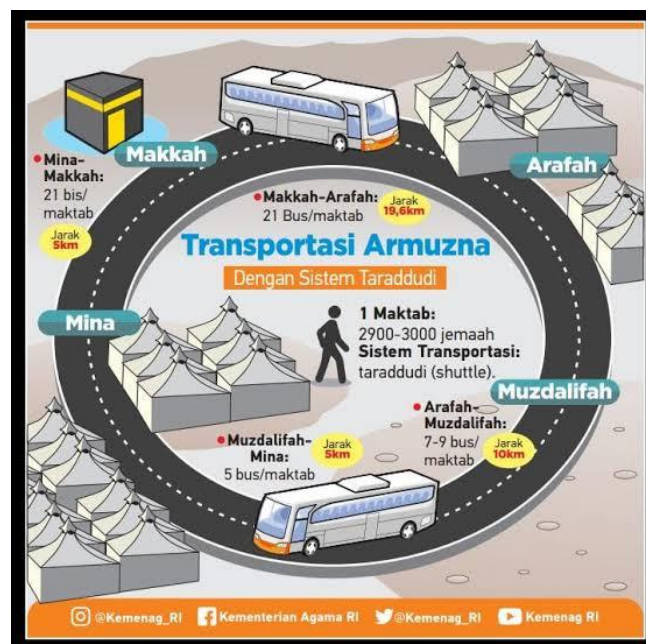 Makkah
Arafah
• Mina-
Makkah:
21 bis/
maktab
Jarak
5km
• Makkah-Arafah:
21 Bus/maktab
Jarak
19,6km
Transportasi Armuzna
Dengan Sistem Taraddudi
1 Maktab:
2900-3000 jemaah
Sistem Transportasi:
taraddudi (shuttle).
Mina
Muzdalifah
• Arafah-
Muzdalifah:
7-9 bus/
maktab
Jarak
10km
• Muzdalifah-
Mina:
5 bus/maktab
Jarak
5km
@Kemenag_RI Kementerian Agama RI @Kemenag_RI Kemenag RI